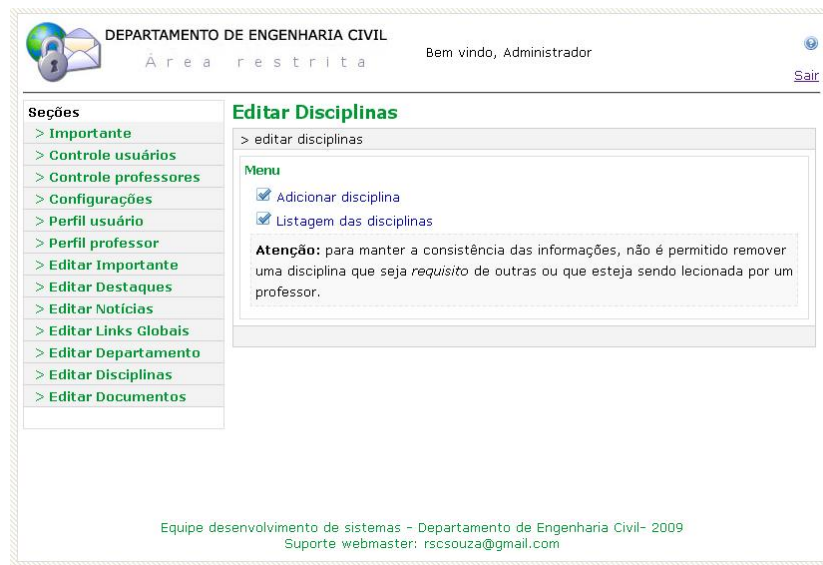 DEPARTAMENTO DE ENGENHARIA CIVIL
Área restrita
Bem vindo, Administrador
Sair
Seções
> Importante
> Controle usuários
> Controle professores
> Configurações
> Perfil usuário
> Perfil professor
> Editar Importante
> Editar Destaques
> Editar Notícias
> Editar Links Globais
> Editar Departamento
> Editar Disciplinas
> Editar Documentos
Editar Disciplinas
> editar disciplinas
Menu
Adicionar disciplina
Listagem das disciplinas
Atenção: para manter a consistência das informações, não é permitido remover
uma disciplina que seja requisito de outras ou que esteja sendo lecionada por um
professor.
Equipe desenvolvimento de sistemas - Departamento de Engenharia Civil- 2009
Suporte webmaster: rscsouza@gmail.com